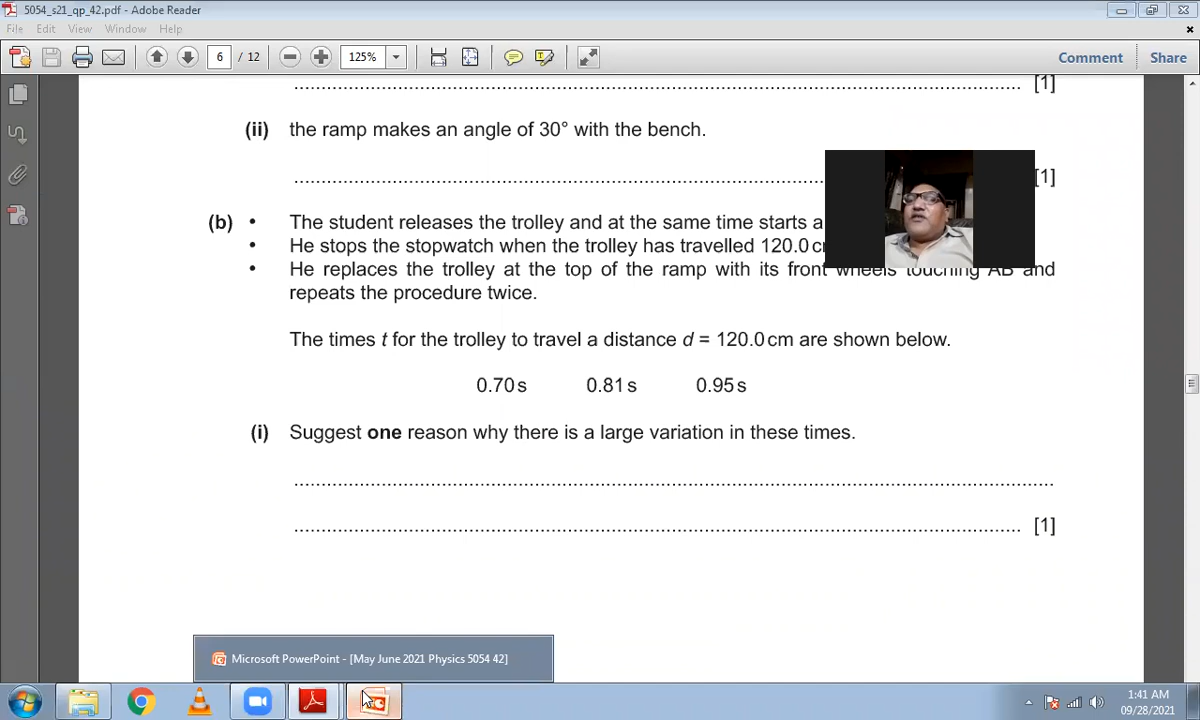 5054_s21_qp_42.pdf - Adobe Reader
File Edit View Window Help
6 / 12 125% Comment Share
[1]
(ii) the ramp makes an angle of 30° with the bench.
[1]
(b) • The student releases the trolley and at the same time starts a
• He stops the stopwatch when the trolley has travelled 120.0 c
• He replaces the trolley at the top of the ramp with its front wheels touching AB and
repeats the procedure twice.
The times t for the trolley to travel a distance d = 120.0 cm are shown below.
0.70 s 0.81 s 0.95 s
(i) Suggest one reason why there is a large variation in these times.
[1]
Microsoft PowerPoint - [May June 2021 Physics 5054 42]
1:41 AM
09/28/2021